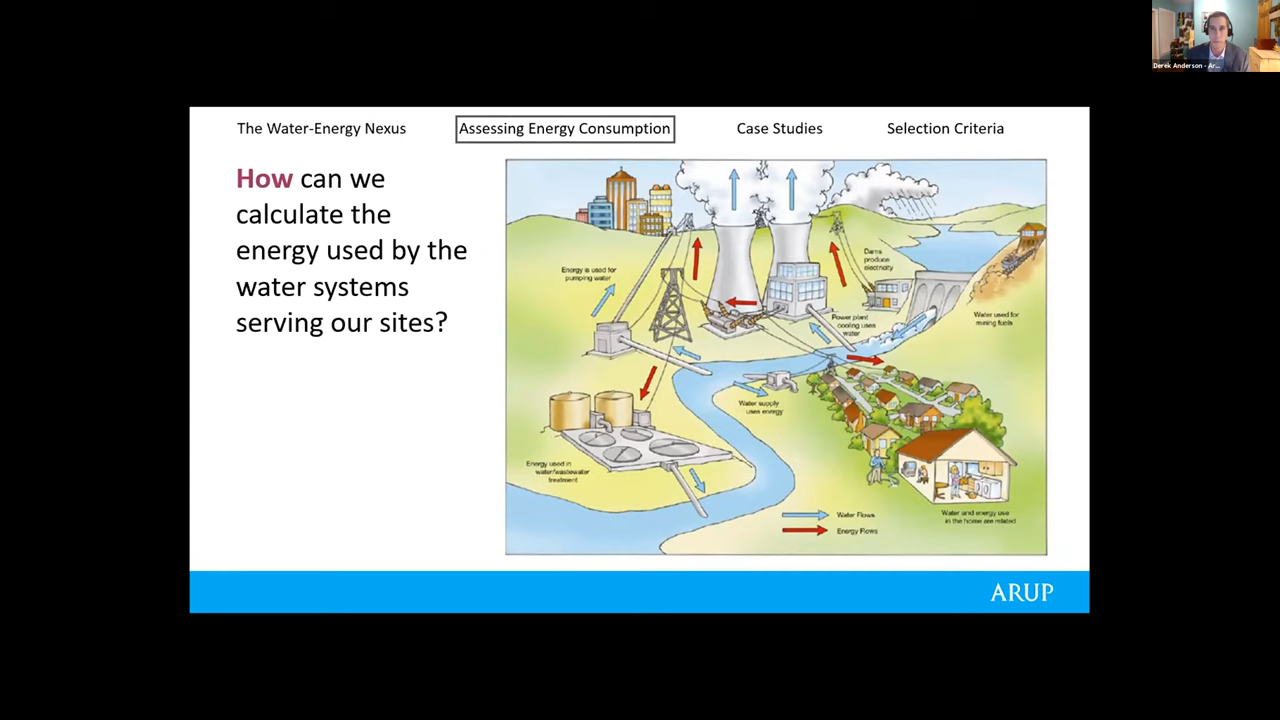 Derek Anderson - Ar...
The Water-Energy Nexus
Assessing Energy Consumption
Case Studies
Selection Criteria
How can we
calculate the
energy used by the
water systems
serving our sites?
Energy is used for
pumping water
Dams
produce
electricity
Power plant
cooling uses
water
Water used for
mining fuels
Water supply
uses energy
Energy used in
water/wastewater
treatment
Water and energy use
in the home are related
Water Flows
Energy Flows
ARUP